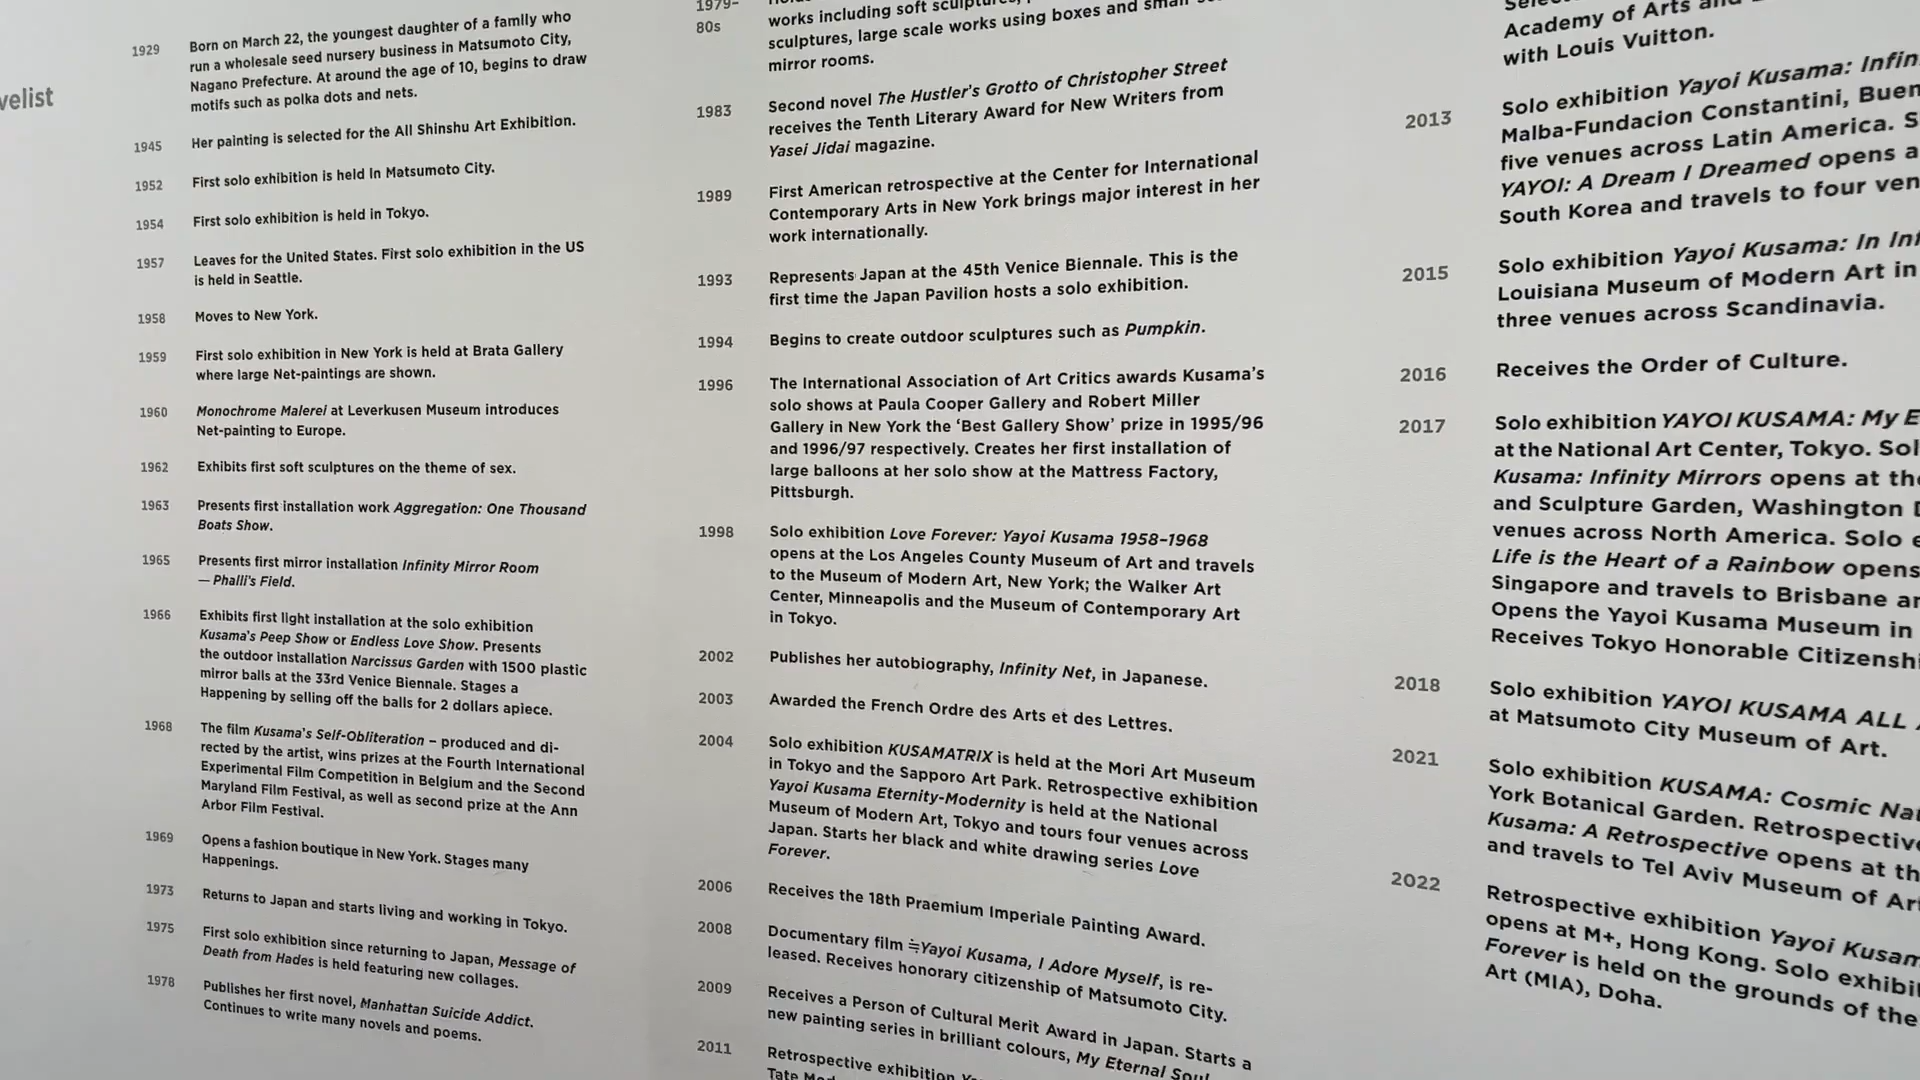 velist
1929
Born on March 22, the youngest daughter of a family who
run a wholesale seed nursery business in Matsumoto City,
Nagano Prefecture. At around the age of 10, begins to draw
motifs such as polka dots and nets.
1945
Her painting is selected for the All Shinshu Art Exhibition.
1952
First solo exhibition is held in Matsumoto City.
1954
First solo exhibition is held in Tokyo.
1957
Leaves for the United States. First solo exhibition in the US
is held in Seattle.
1958
Moves to New York.
1959
First solo exhibition in New York is held at Brata Gallery
where large Net-paintings are shown.
1960
Monochrome Malerei at Leverkusen Museum introduces
Net-painting to Europe.
1962
Exhibits first soft sculptures on the theme of sex.
1963
Presents first installation work Aggregation: One Thousand
Boats Show.
1965
Presents first mirror installation Infinity Mirror Room
— Phalli's Field.
1966
Exhibits first light installation at the solo exhibition
Kusama's Peep Show or Endless Love Show. Presents
the outdoor installation Narcissus Garden with 1500 plastic
mirror balls at the 33rd Venice Biennale. Stages a
Happening by selling off the balls for 2 dollars apiece.
1968
The film Kusama's Self-Obliteration – produced and di-
rected by the artist, wins prizes at the Fourth International
Experimental Film Competition in Belgium and the Second
Maryland Film Festival, as well as second prize at the Ann
Arbor Film Festival.
1969
Opens a fashion boutique in New York. Stages many
Happenings.
1973
Returns to Japan and starts living and working in Tokyo.
1975
First solo exhibition since returning to Japan, Message of
Death from Hades is held featuring new collages.
1978
Publishes her first novel, Manhattan Suicide Addict.
Continues to write many novels and poems.
1979–
80s
works including soft sculptures,
sculptures, large scale works using boxes and small
mirror rooms.
1983
Second novel The Hustler's Grotto of Christopher Street
receives the Tenth Literary Award for New Writers from
Yasei Jidai magazine.
1989
First American retrospective at the Center for International
Contemporary Arts in New York brings major interest in her
work internationally.
1993
Represents Japan at the 45th Venice Biennale. This is the
first time the Japan Pavilion hosts a solo exhibition.
1994
Begins to create outdoor sculptures such as Pumpkin.
1996
The International Association of Art Critics awards Kusama's
solo shows at Paula Cooper Gallery and Robert Miller
Gallery in New York the ‘Best Gallery Show’ prize in 1995/96
and 1996/97 respectively. Creates her first installation of
large balloons at her solo show at the Mattress Factory,
Pittsburgh.
1998
Solo exhibition Love Forever: Yayoi Kusama 1958–1968
opens at the Los Angeles County Museum of Art and travels
to the Museum of Modern Art, New York; the Walker Art
Center, Minneapolis and the Museum of Contemporary Art
in Tokyo.
2002
Publishes her autobiography, Infinity Net, in Japanese.
2003
Awarded the French Ordre des Arts et des Lettres.
2004
Solo exhibition KUSAMATRIX is held at the Mori Art Museum
in Tokyo and the Sapporo Art Park. Retrospective exhibition
Yayoi Kusama Eternity-Modernity is held at the National
Museum of Modern Art, Tokyo and tours four venues across
Japan. Starts her black and white drawing series Love
Forever.
2006
Receives the 18th Praemium Imperiale Painting Award.
2008
Documentary film ≒Yayoi Kusama, I Adore Myself, is re-
leased. Receives honorary citizenship of Matsumoto City.
2009
Receives a Person of Cultural Merit Award in Japan. Starts a
new painting series in brilliant colours, My Eternal Soul
2011
Retrospective exhibition
Tate
Academy of Arts and
with Louis Vuitton.
2013
Solo exhibition Yayoi Kusama: Infin
Malba-Fundacion Constantini, Buen
five venues across Latin America. S
YAYOI: A Dream I Dreamed opens a
South Korea and travels to four ven
2015
Solo exhibition Yayoi Kusama: In Inf
Louisiana Museum of Modern Art in
three venues across Scandinavia.
2016
Receives the Order of Culture.
2017
Solo exhibition YAYOI KUSAMA: My E
at the National Art Center, Tokyo. Sol
Kusama: Infinity Mirrors opens at the
and Sculpture Garden, Washington D
venues across North America. Solo e
Life is the Heart of a Rainbow opens
Singapore and travels to Brisbane an
Opens the Yayoi Kusama Museum in
Receives Tokyo Honorable Citizenshi
2018
Solo exhibition YAYOI KUSAMA ALL
at Matsumoto City Museum of Art.
2021
Solo exhibition KUSAMA: Cosmic Nat
York Botanical Garden. Retrospective
Kusama: A Retrospective opens at th
and travels to Tel Aviv Museum of Art
2022
Retrospective exhibition Yayoi Kusam
opens at M+, Hong Kong. Solo exhibi
Forever is held on the grounds of the
Art (MIA), Doha.